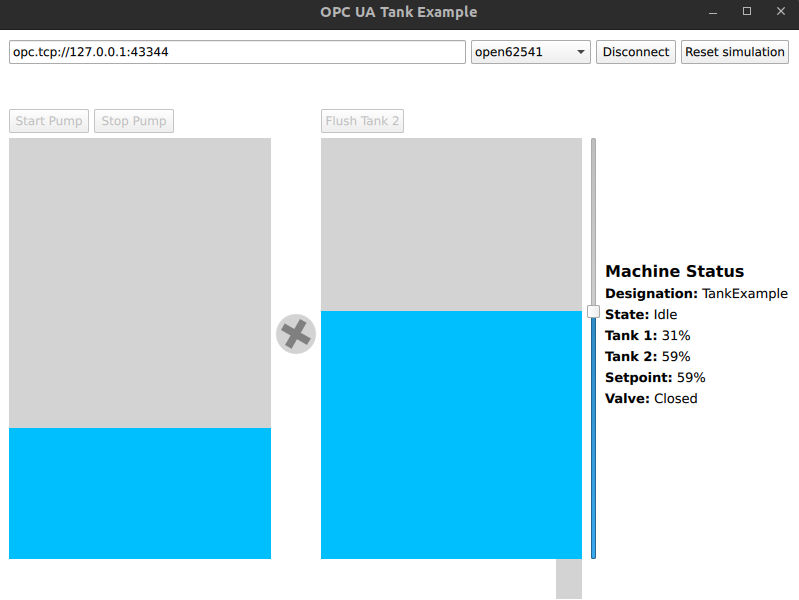 OPC UA Tank Example
opc.tcp://127.0.0.1:43344
open62541
Disconnect
Reset simulation
Start Pump
Stop Pump
Flush Tank 2
Machine Status
Designation: TankExample
State: Idle
Tank 1: 31%
Tank 2: 59%
Setpoint: 59%
Valve: Closed